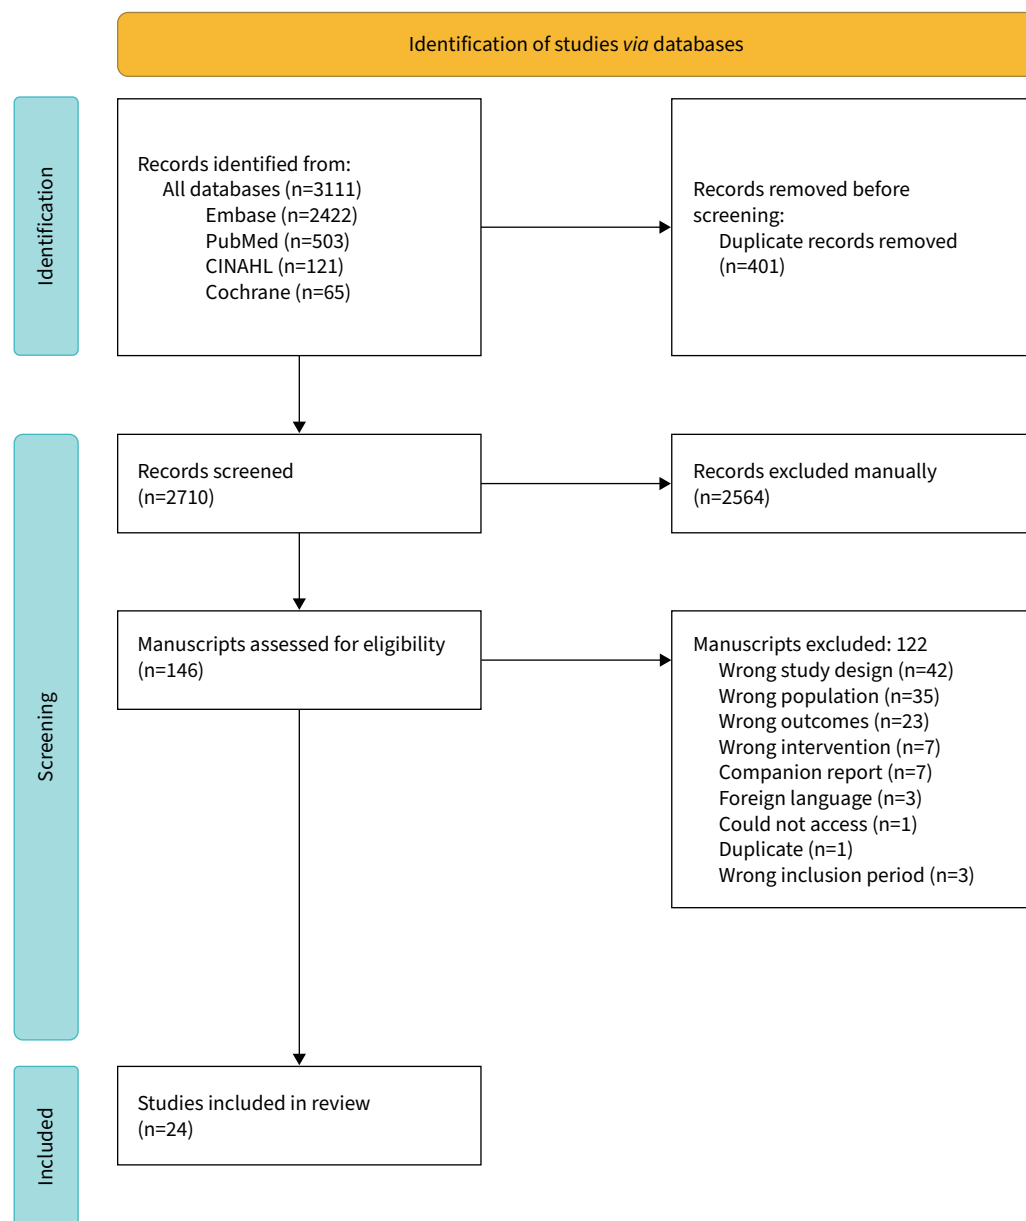 Identification of studies via databases
Identification
Records identified from:
All databases (n=3111)
Embase (n=2422)
PubMed (n=503)
CINAHL (n=121)
Cochrane (n=65)
Records removed before
screening:
Duplicate records removed
(n=401)
Screening
Records screened
(n=2710)
Records excluded manually
(n=2564)
Manuscripts assessed for eligibility
(n=146)
Manuscripts excluded: 122
Wrong study design (n=42)
Wrong population (n=35)
Wrong outcomes (n=23)
Wrong intervention (n=7)
Companion report (n=7)
Foreign language (n=3)
Could not access (n=1)
Duplicate (n=1)
Wrong inclusion period (n=3)
Included
Studies included in review
(n=24)